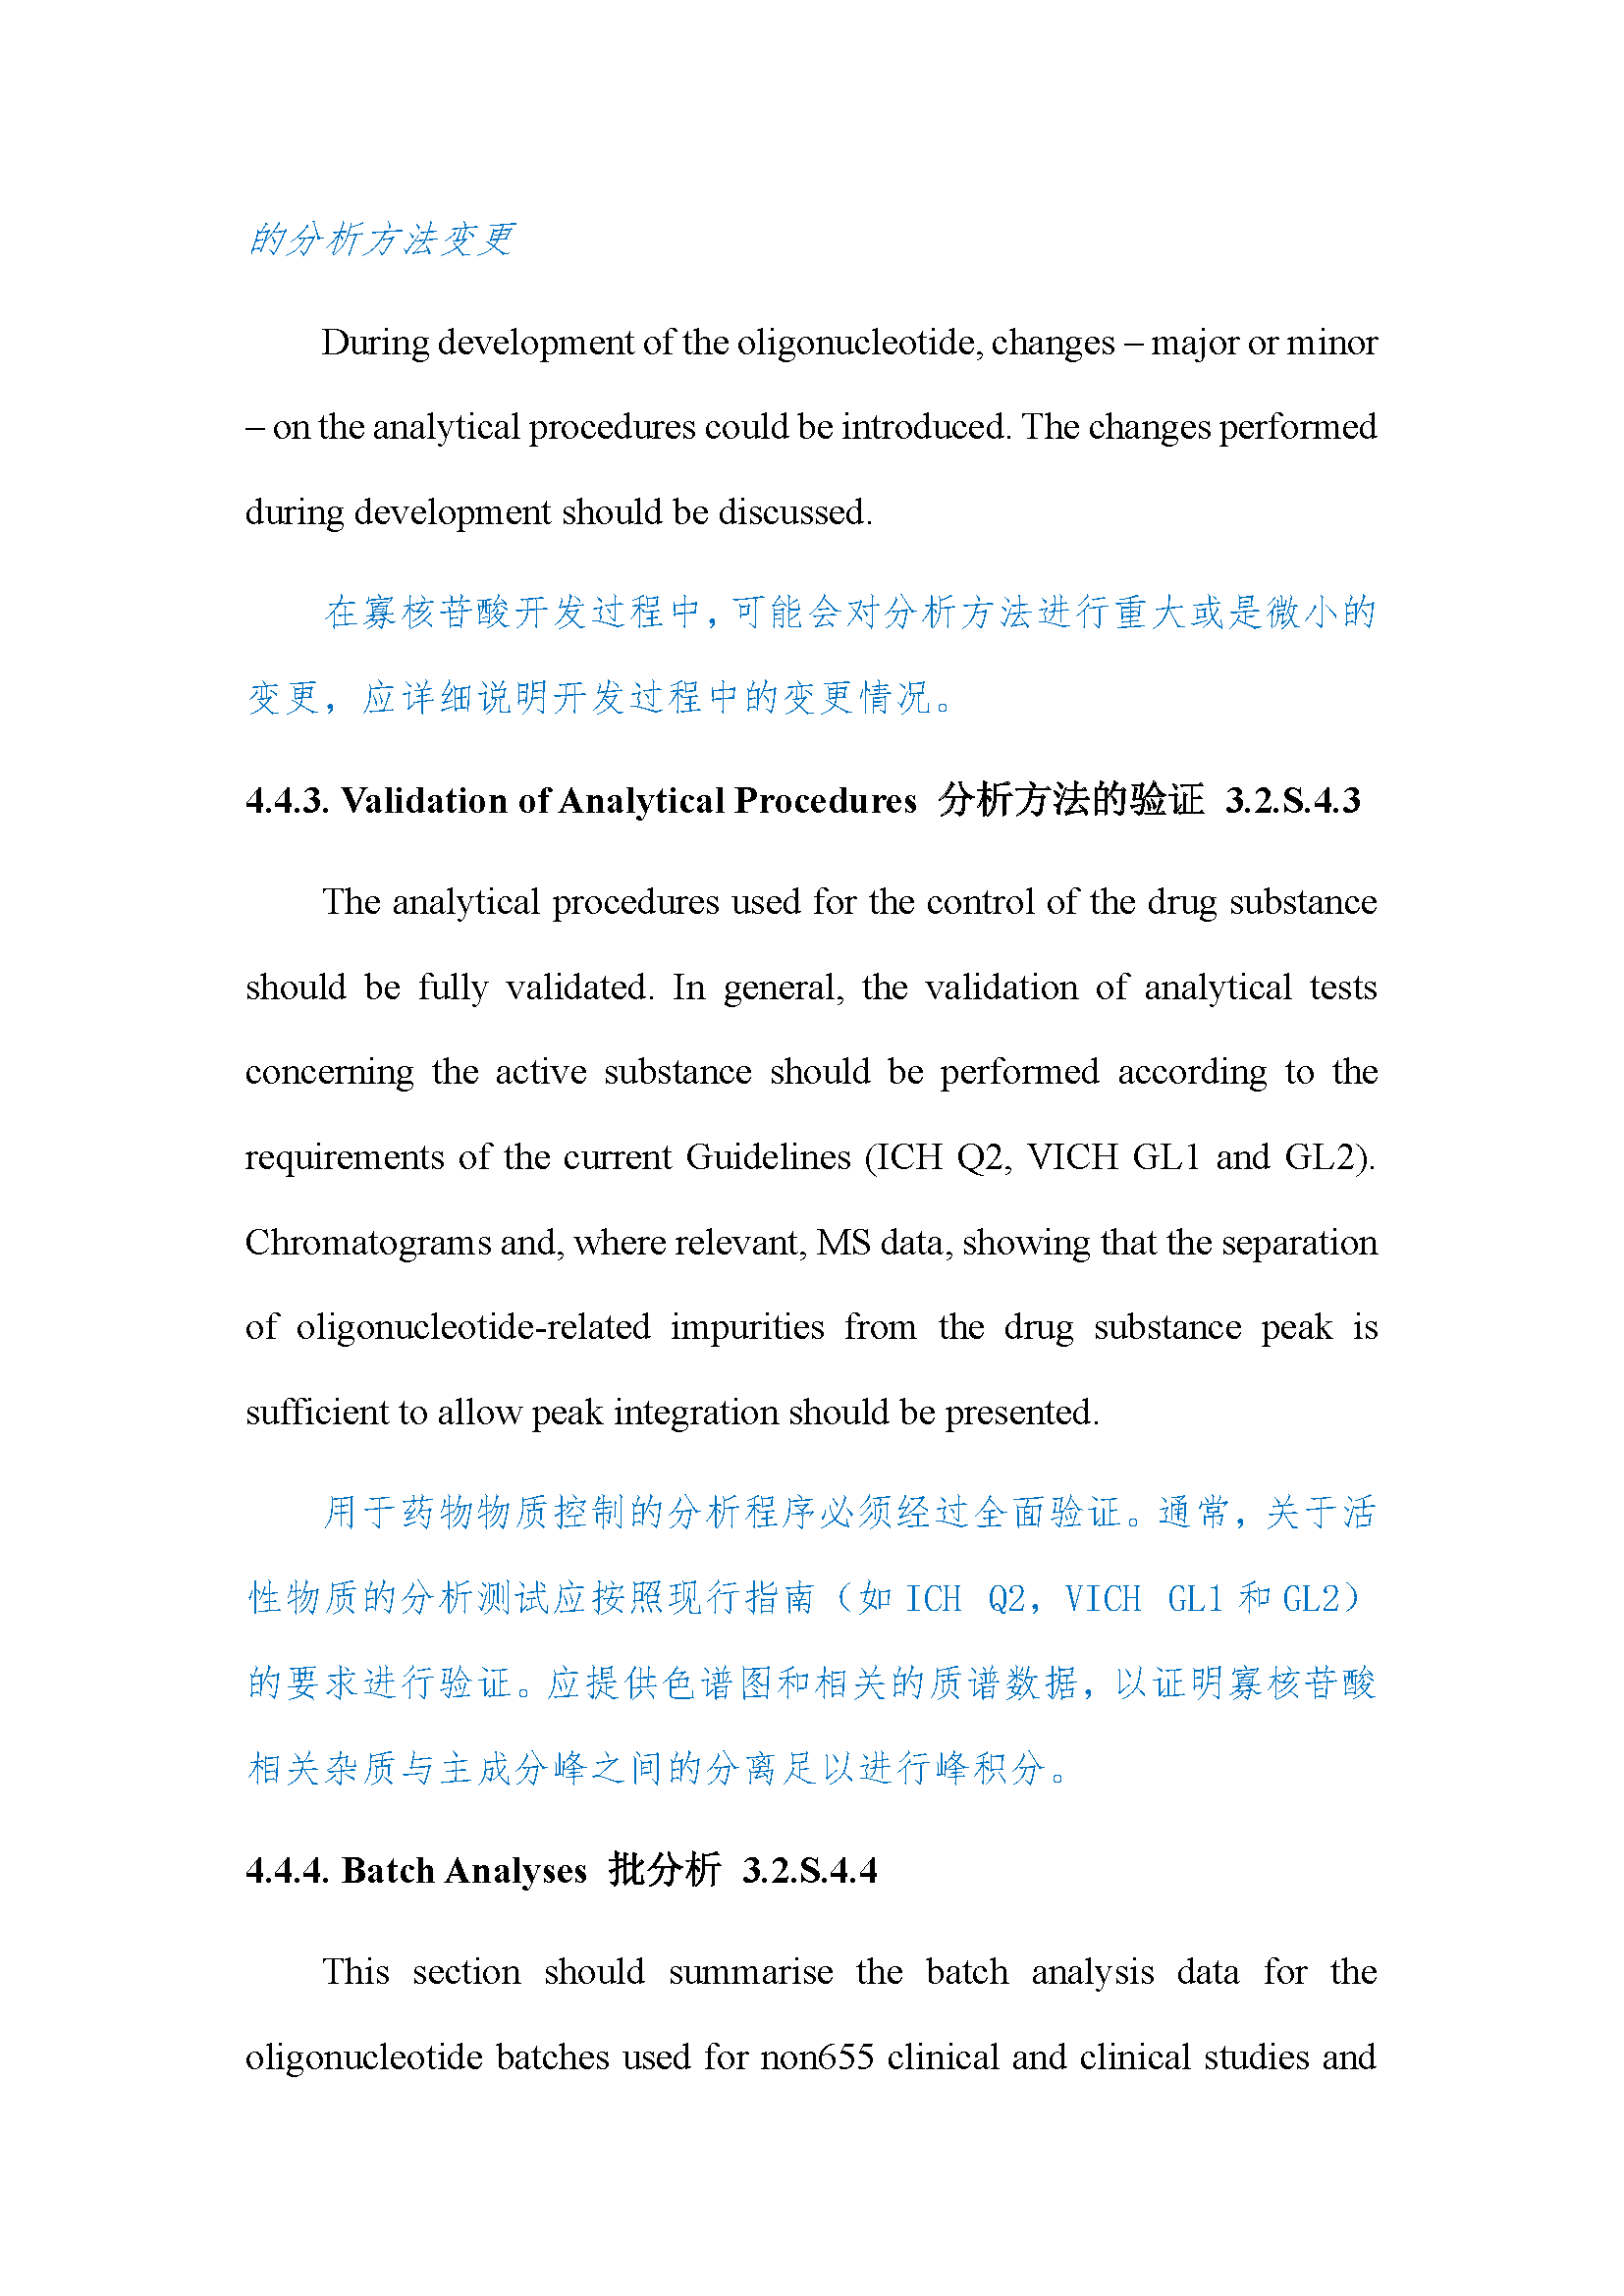 的分析方法变更
During development of the oligonucleotide, changes – major or minor
– on the analytical procedures could be introduced. The changes performed
during development should be discussed.
在寡核苷酸开发过程中，可能会对分析方法进行重大或是微小的
变更，应详细说明开发过程中的变更情况。
4.4.3. Validation of Analytical Procedures 分析方法的验证 3.2.S.4.3
The analytical procedures used for the control of the drug substance
should be fully validated. In general, the validation of analytical tests
concerning the active substance should be performed according to the
requirements of the current Guidelines (ICH Q2, VICH GL1 and GL2).
Chromatograms and, where relevant, MS data, showing that the separation
of oligonucleotide-related impurities from the drug substance peak is
sufficient to allow peak integration should be presented.
用于药物物质控制的分析程序必须经过全面验证。通常，关于活
性物质的分析测试应按照现行指南（如 ICH Q2，VICH GL1 和 GL2）
的要求进行验证。应提供色谱图和相关的质谱数据，以证明寡核苷酸
相关杂质与主成分峰之间的分离足以进行峰积分。
4.4.4. Batch Analyses 批分析 3.2.S.4.4
This section should summarise the batch analysis data for the
oligonucleotide batches used for non655 clinical and clinical studies and